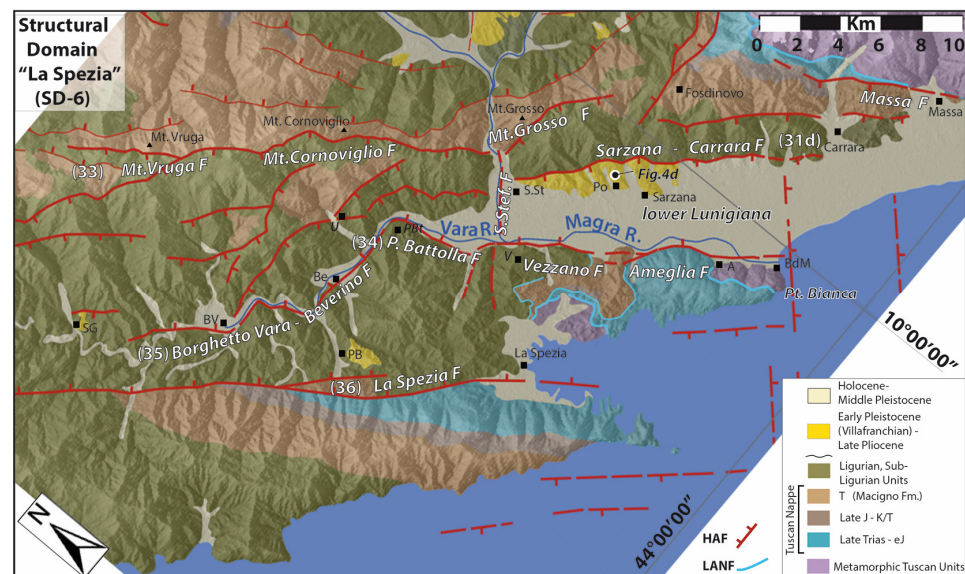 Structural
Domain
"La Spezia"
(SD-6)
Km
0 2 4 6 8 10
Fosdinovo
Massa F
Massa
Mt.Grosso
Mt.Grosso F
Mt. Cornoviglio
Mt. Vruga
(33) Mt.Vruga F
Mt.Cornoviglio F
Sarzana - Carrara F (31d)
Carrara
Fig.4d
S.St
Po
Sarzana
S.Stef. F
lower Lunigiana
U
PBt
Vara R.
Magra R.
(34) P. Battolla F
V
Vezzano F
Ameglia F
A
BdM
Pt. Bianca
Be
BV
SG
(35) Borghetto Vara - Beverino F
PB
La Spezia
(36) La Spezia F
10°00'00"
44°00'00"
N
HAF
LANF
Holocene-
Middle Pleistocene
Early Pleistocene
(Villafranchian) -
Late Pliocene
Ligurian, Sub-
Ligurian Units
Tuscan Nappe
T (Macigno Fm.)
Late J - K/T
Late Trias - eJ
Metamorphic Tuscan Units